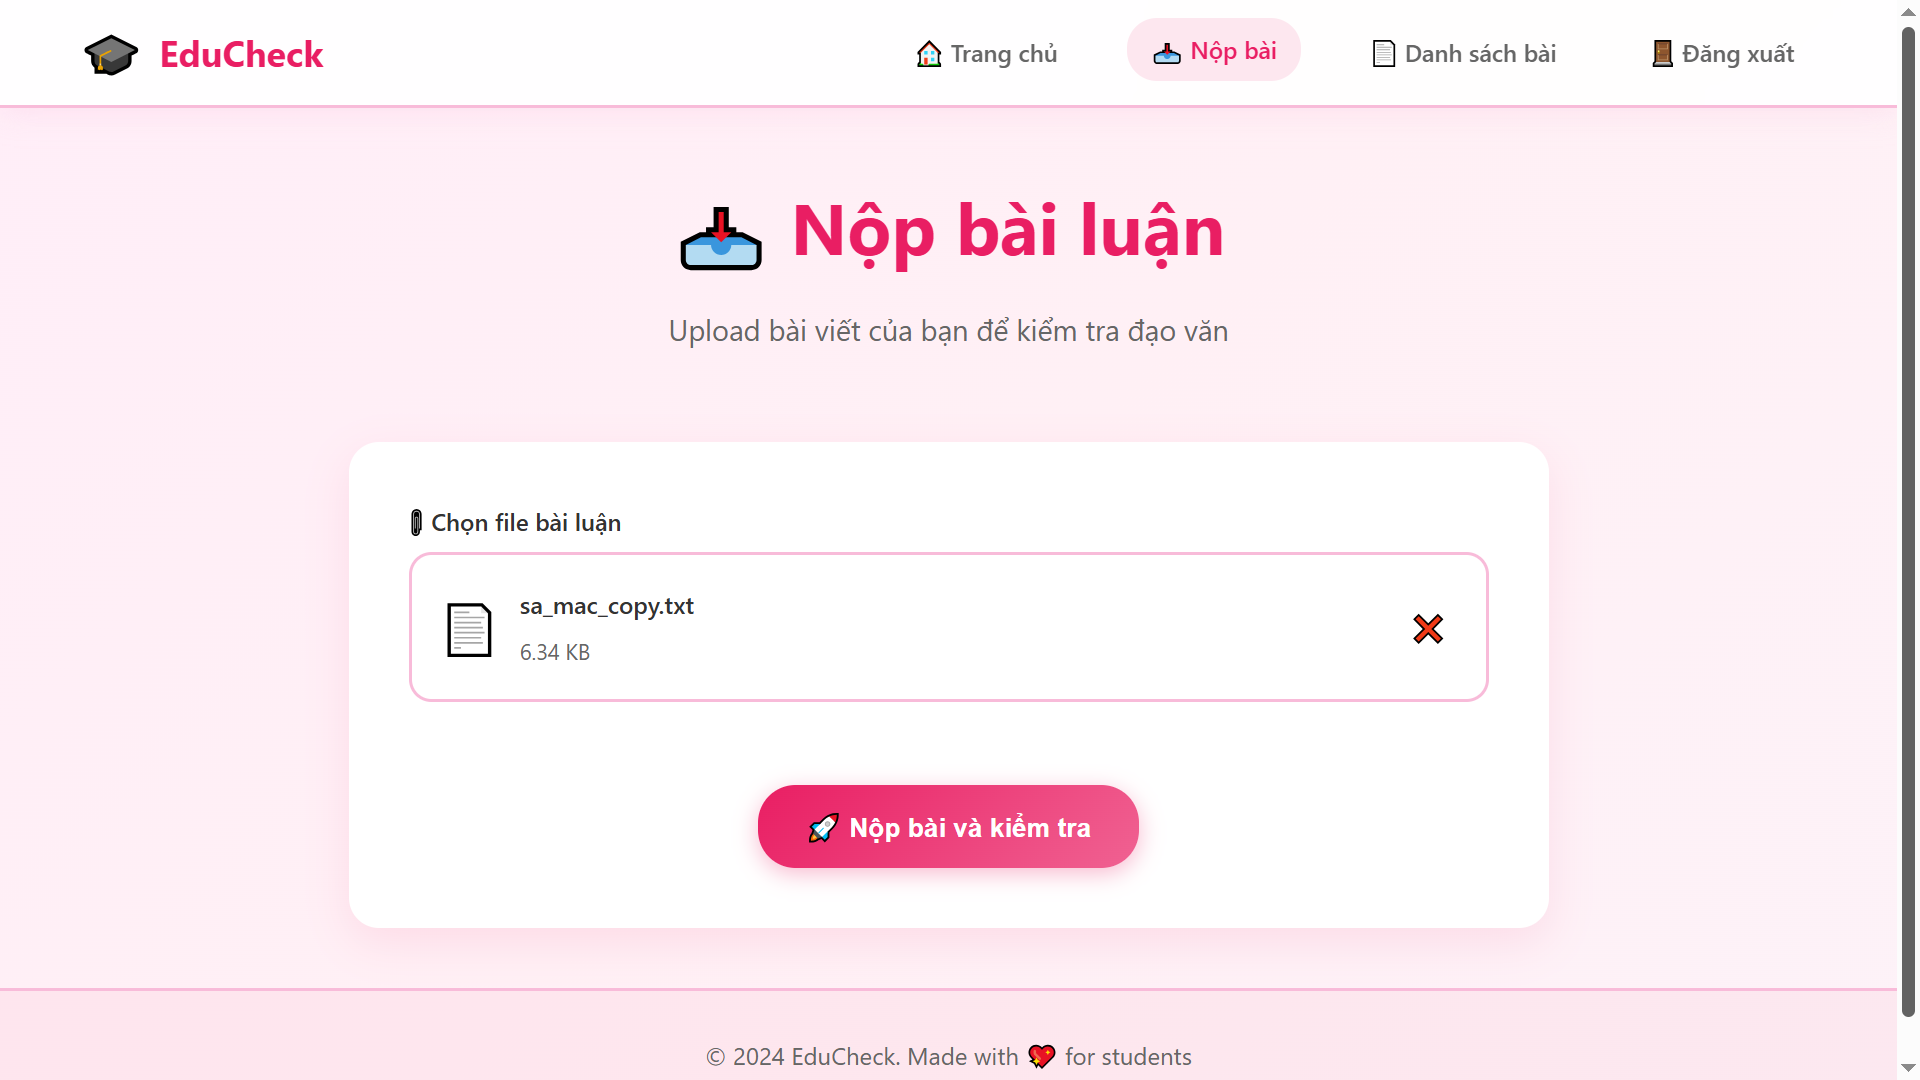 EduCheck
Trang chủ
Nộp bài
Danh sách bài
Đăng xuất
Nộp bài luận
Upload bài viết của bạn để kiểm tra đạo văn
Chọn file bài luận
sa_mac_copy.txt
6.34 KB
Nộp bài và kiểm tra
© 2024 EduCheck. Made with 💖 for students